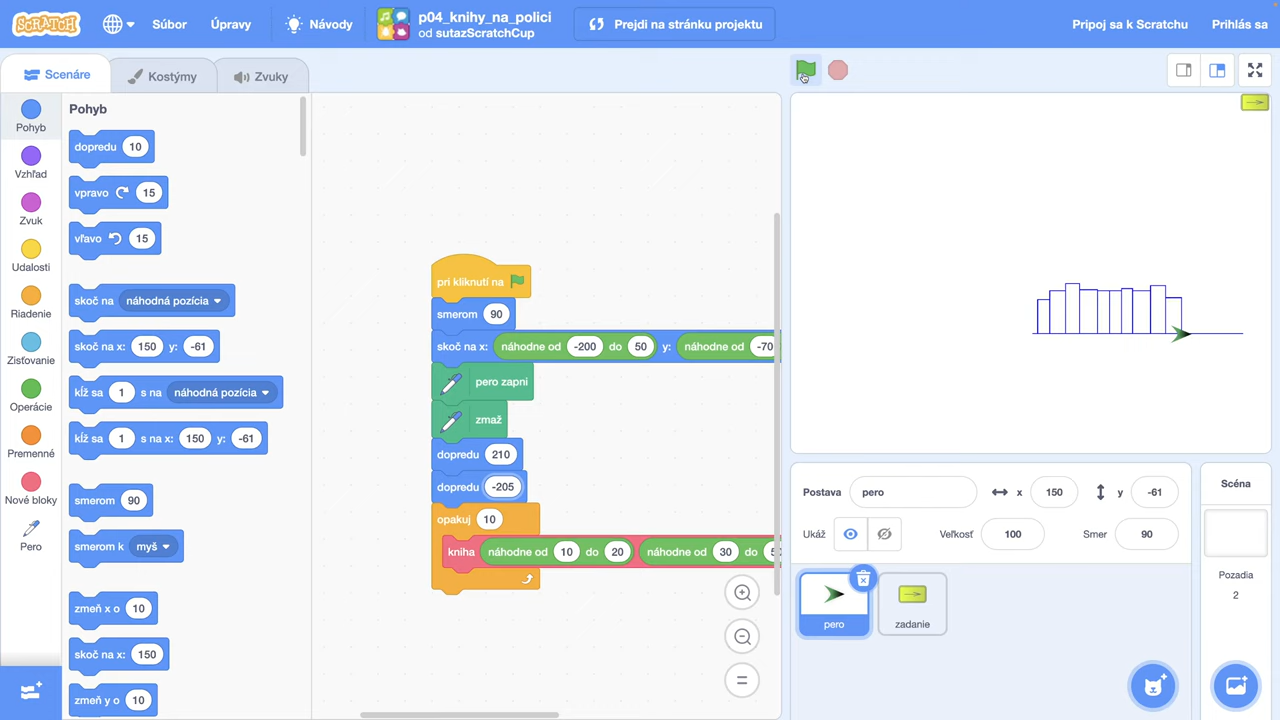 SCRATCH
Súbor
Úpravy
Návody
p04_knihy_na_polici
od sutazScratchCup
Prejdi na stránku projektu
Pripoj sa k Scratchu
Prihlás sa
Scenáre
Kostýmy
Zvuky
Pohyb
Vzhľad
Zvuk
Udalosti
Riadenie
Zisťovanie
Operácie
Premenné
Nové bloky
Pero
Pohyb
dopredu 10
vpravo 15
vľavo 15
skoč na náhodná pozícia
skoč na x: 150 y: -61
kĺž sa 1 s na náhodná pozícia
kĺž sa 1 s na x: 150 y: -61
smerom 90
smerom k myš
zmeň x o 10
skoč na x: 150
zmeň y o 10
pri kliknutí na
smerom 90
skoč na x: náhodne od -200 do 50 y: náhodne od -70
pero zapni
zmaž
dopredu 210
dopredu -205
opakuj 10
kniha náhodne od 10 do 20 náhodne od 30 do
Postava pero x 150 y -61
Ukáž Veľkosť 100 Smer 90
pero
zadanie
Scéna
Pozadia
2